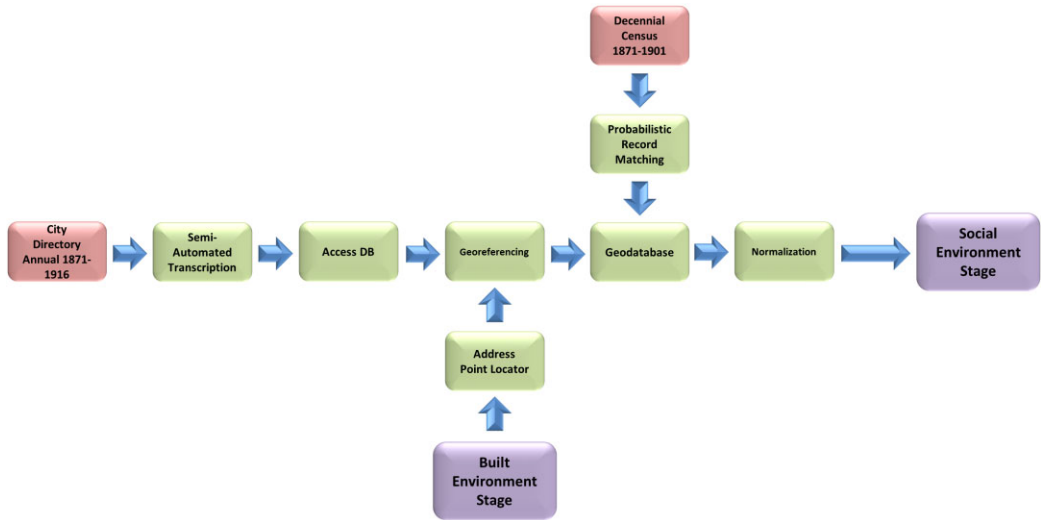 Decennial
Census
1871-1901
Probabilistic
Record
Matching
City
Directory
Annual 1871-
1916
Semi-
Automated
Transcription
Access DB
Georeferencing
Geodatabase
Normalization
Social
Environment
Stage
Address
Point Locator
Built
Environment
Stage